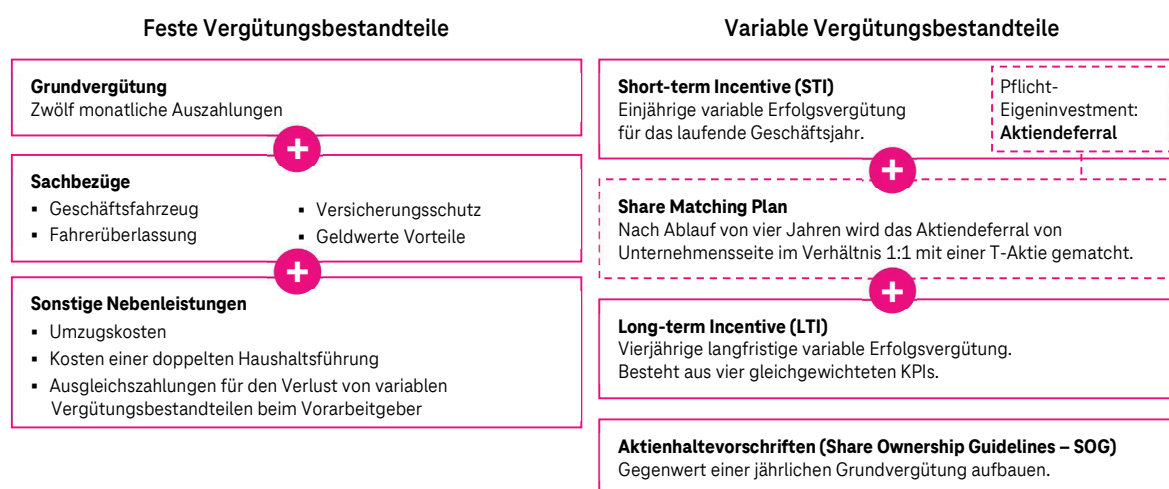 Feste Vergütungsbestandteile
Grundvergütung
Zwölf monatliche Auszahlungen
+
Sachbezüge
▪ Geschäftsfahrzeug
▪ Fahrerüberlassung
▪ Versicherungsschutz
▪ Geldwerte Vorteile
+
Sonstige Nebenleistungen
▪ Umzugskosten
▪ Kosten einer doppelten Haushaltsführung
▪ Ausgleichszahlungen für den Verlust von variablen
Vergütungsbestandteilen beim Vorarbeitgeber
Variable Vergütungsbestandteile
Short-term Incentive (STI)
Einjährige variable Erfolgsvergütung
für das laufende Geschäftsjahr.
Pflicht-
Eigeninvestment:
Aktiendeferral
+
Share Matching Plan
Nach Ablauf von vier Jahren wird das Aktiendeferral von
Unternehmensseite im Verhältnis 1:1 mit einer T-Aktie gematcht.
+
Long-term Incentive (LTI)
Vierjährige langfristige variable Erfolgsvergütung.
Besteht aus vier gleichgewichteten KPIs.
Aktienhaltevorschriften (Share Ownership Guidelines – SOG)
Gegenwert einer jährlichen Grundvergütung aufbauen.